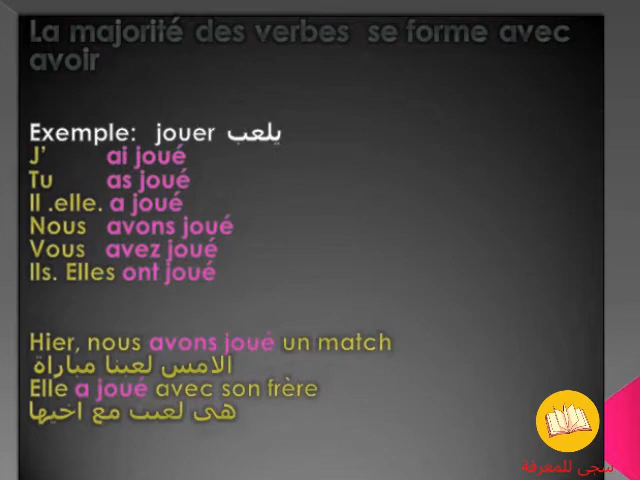 La majorité des verbes se forme avec
avoir
Exemple: jouer يلعب
J' ai joué
Tu as joué
Il .elle. a joué
Nous avons joué
Vous avez joué
Ils. Elles ont joué
Hier, nous avons joué un match
الامس لعبنا مباراة
Elle a joué avec son frère
هى لعبت مع اخيها
سجى للمعرفة